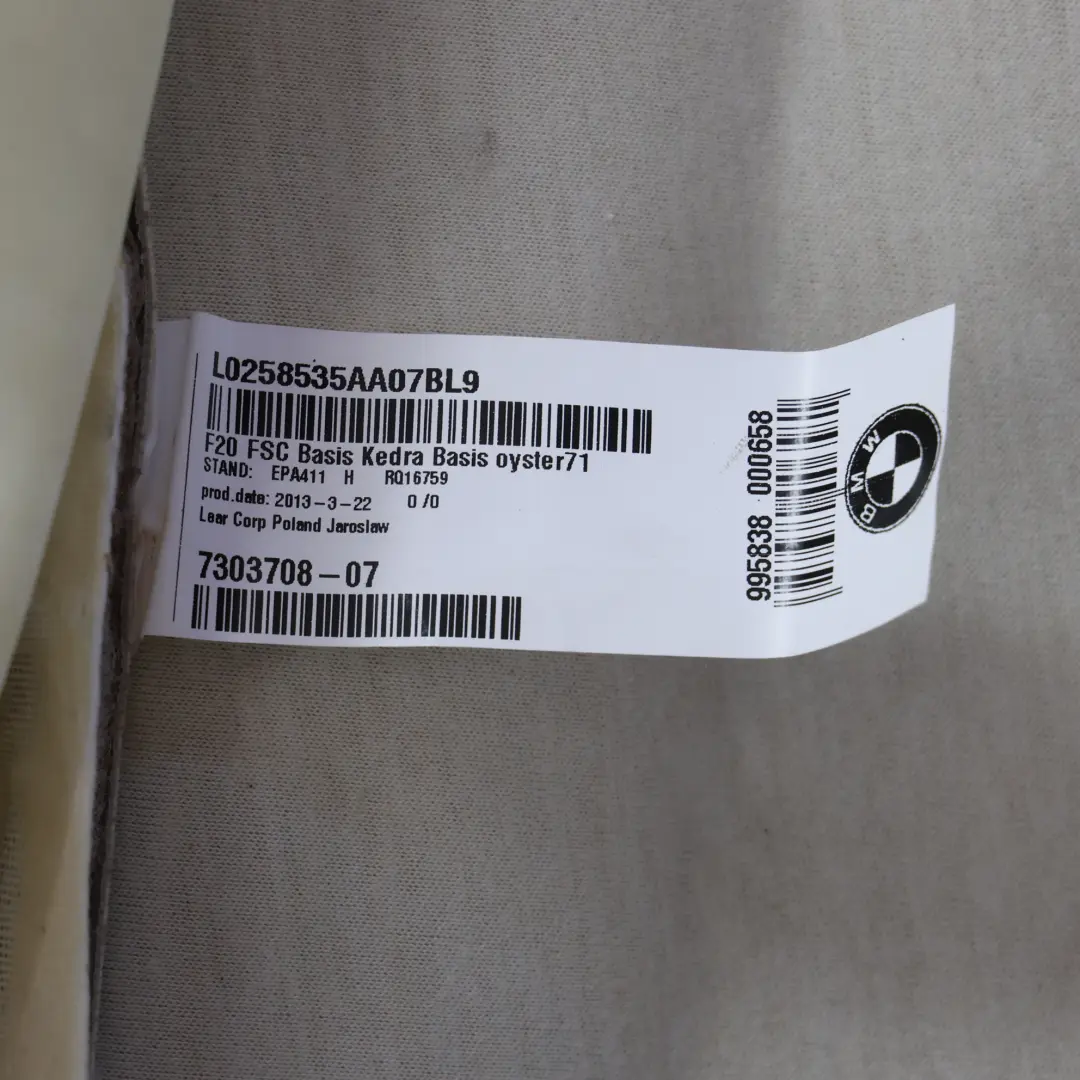 L0258535AA07BL9
F20 FSC Basis Kedra Basis oyster71
STAND: EPA411 H RQ16759
prod.date: 2013-3-22 0/0
Lear Corp Poland Jaroslaw
7303708-07
995838 000658
BMW